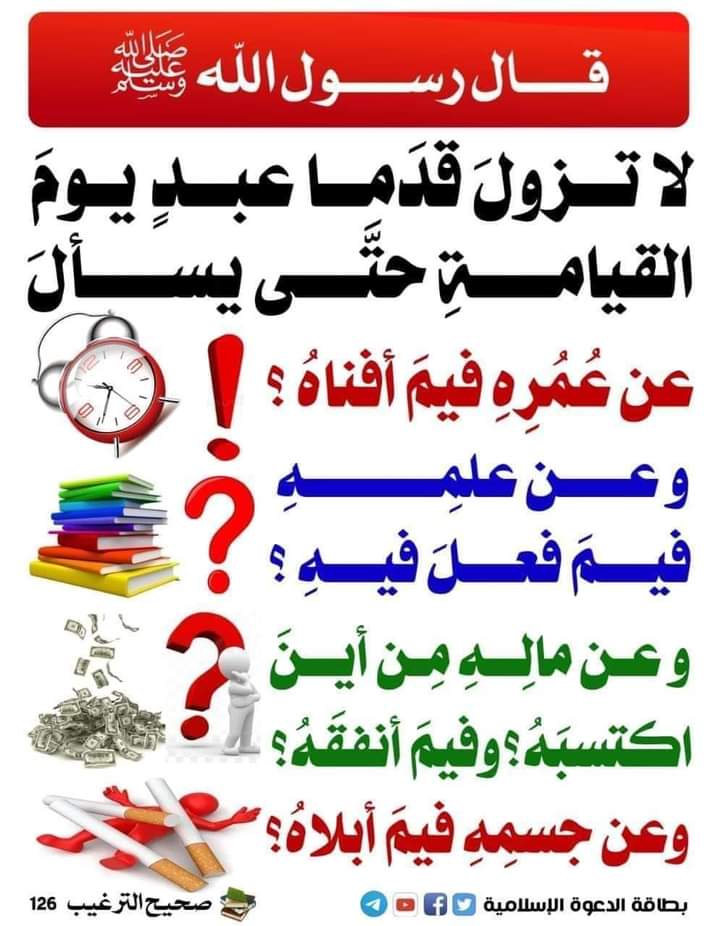 قال رسول الله ﷺ
لا تزولَ قدَما عبدٍ يومَ
القيامةِ حتَّى يسألَ
عن عُمُرِهِ فيمَ أفناهُ ؟
وعن علمِهِ
فيمَ فعلَ فيهِ ؟
وعن مالِهِ مِن أينَ
اكتسبَهُ ؟ وفيمَ أنفقَهُ ؟
وعن جسمِهِ فيمَ أبلاهُ ؟
بطاقة الدعوة الإسلامية
صحيح الترغيب 126